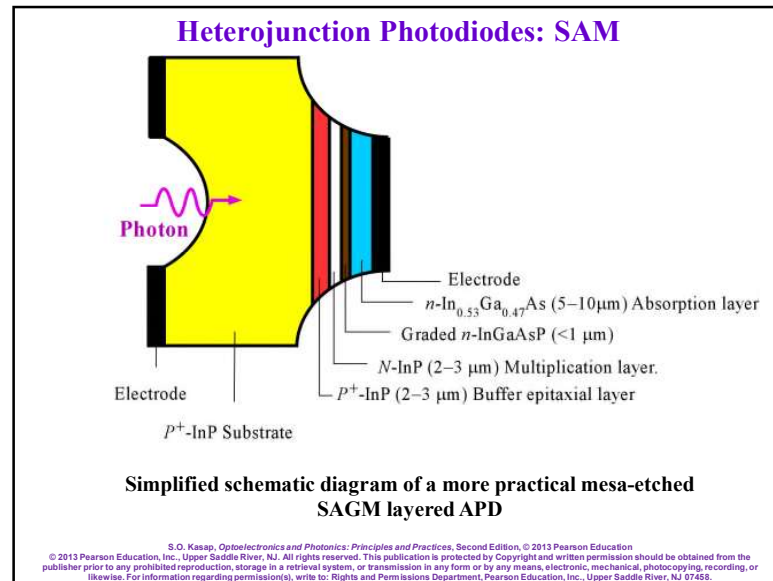 Heterojunction Photodiodes: SAM
Photon
Electrode
n-In0.53Ga0.47As (5–10μm) Absorption layer
Graded n-InGaAsP (<1 μm)
N-InP (2–3 μm) Multiplication layer.
P+-InP (2–3 μm) Buffer epitaxial layer
Electrode
P+-InP Substrate
Simplified schematic diagram of a more practical mesa-etched
SAGM layered APD
S.O. Kasap, Optoelectronics and Photonics: Principles and Practices, Second Edition, © 2013 Pearson Education
© 2013 Pearson Education, Inc., Upper Saddle River, NJ. All rights reserved. This publication is protected by Copyright and written permission should be obtained from the
publisher prior to any prohibited reproduction, storage in a retrieval system, or transmission in any form or by any means, electronic, mechanical, photocopying, recording, or
likewise. For information regarding permission(s), write to: Rights and Permissions Department, Pearson Education, Inc., Upper Saddle River, NJ 07458.